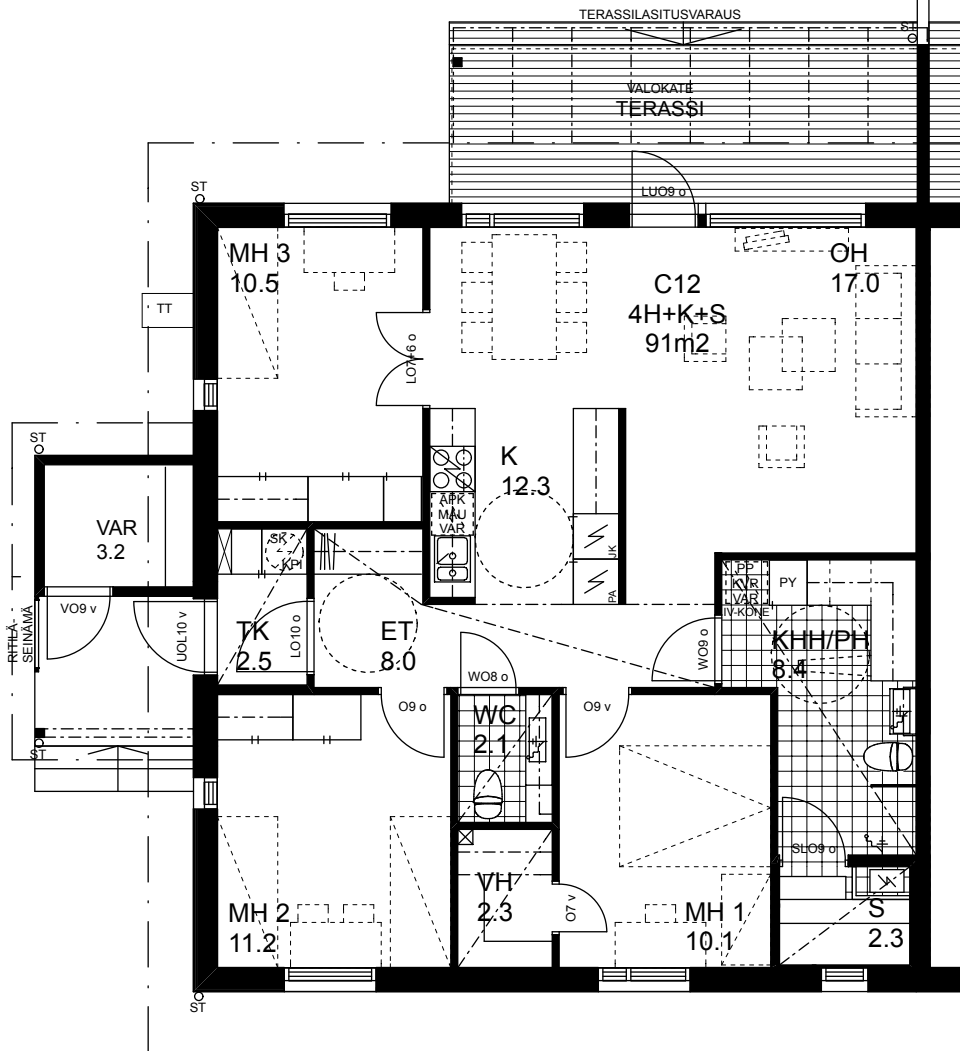 TERASSILASITUSVARAUS
ST
VALOKATE
TERASSI
LUO9 o
ST
MH 3
10.5
TT
C12
4H+K+S
91m2
OH
17.0
LO7+6 o
ST
K
12.3
APK
MAU
VAR
JK
PA
SK
KPI
VAR
3.2
VO9 v
RITILÄ-
SEINÄMÄ
UOL10 v
TK
2.5
LO10 o
ET
8.0
PP
KVR
VAR
IV-KONE
PY
WO9 o
KHH/PH
8.4
WO8 o
O9 o
O9 v
WC
2.1
ST
SLO9 o
VH
2.3
O7 v
MH 2
11.2
MH 1
10.1
S
2.3
ST